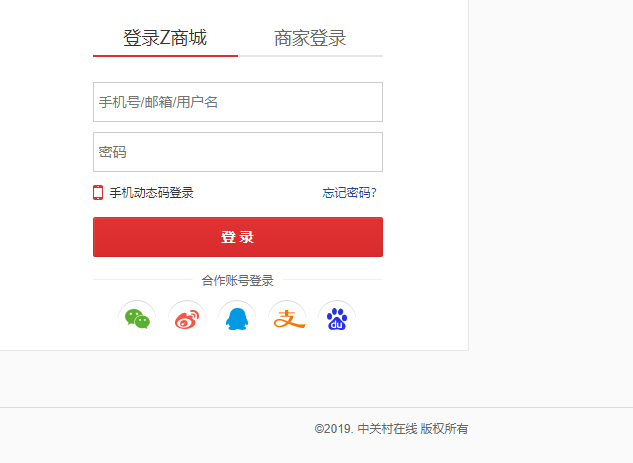 登录Z商城 商家登录
手机号/邮箱/用户名
密码
手机动态码登录 忘记密码?
登 录
合作账号登录
支 du
©2019. 中关村在线 版权所有